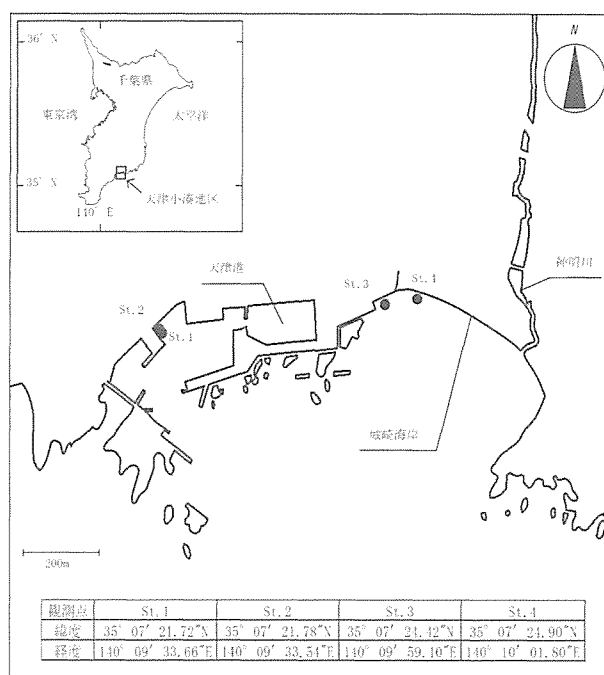 36° N
千葉県
東京湾
太平洋
35° N
140° E
天津小湊地区
N
神明川
天津港
St.3
St.4
St.2
St.1
城崎海岸
200m
観測点 St.1 St.2 St.3 St.4
緯度 35° 07′ 21.72″N 35° 07′ 21.78″N 35° 07′ 24.42″N 35° 07′ 24.90″N
経度 140° 09′ 33.66″E 140° 09′ 33.54″E 140° 09′ 59.10″E 140° 10′ 01.80″E